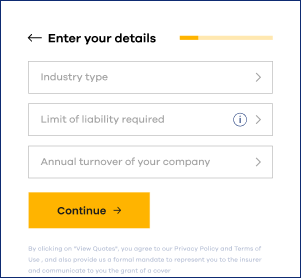 Enter your details
Industry type
Limit of liability required
Annual turnover of your company
Continue
By clicking on "View Quotes", you agree to our Privacy Policy and Terms of
Use , and also provide us a formal mandate to represent you to the insurer
and communicate to you the grant of a cover